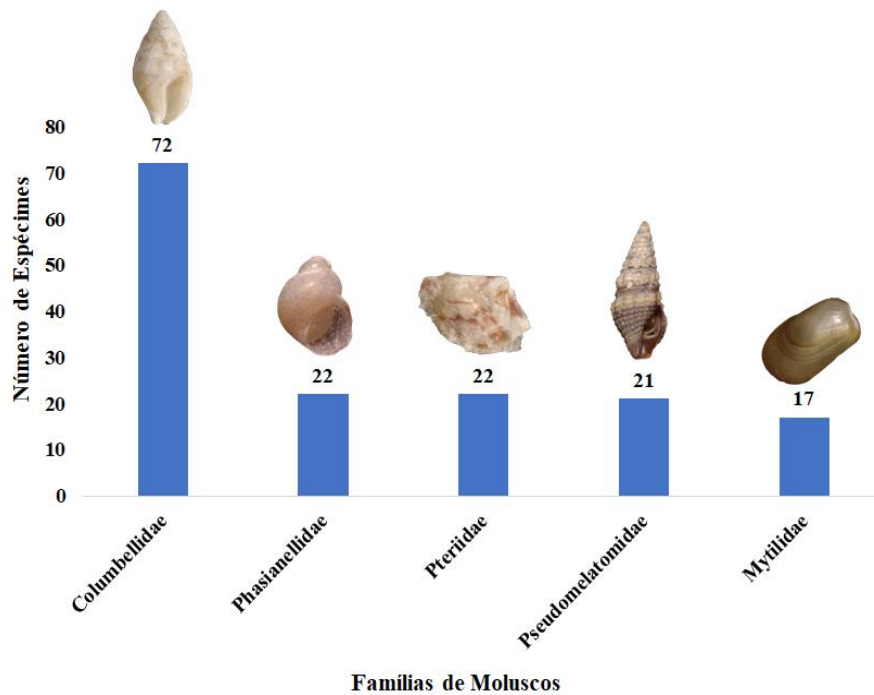 80
70
60
50
40
30
20
10
0
Número de Espécimes
72
22
22
21
17
Columbellidae
Phasianellidae
Pteriidae
Pseudomelatomidae
Mytilidae
Famílias de Moluscos